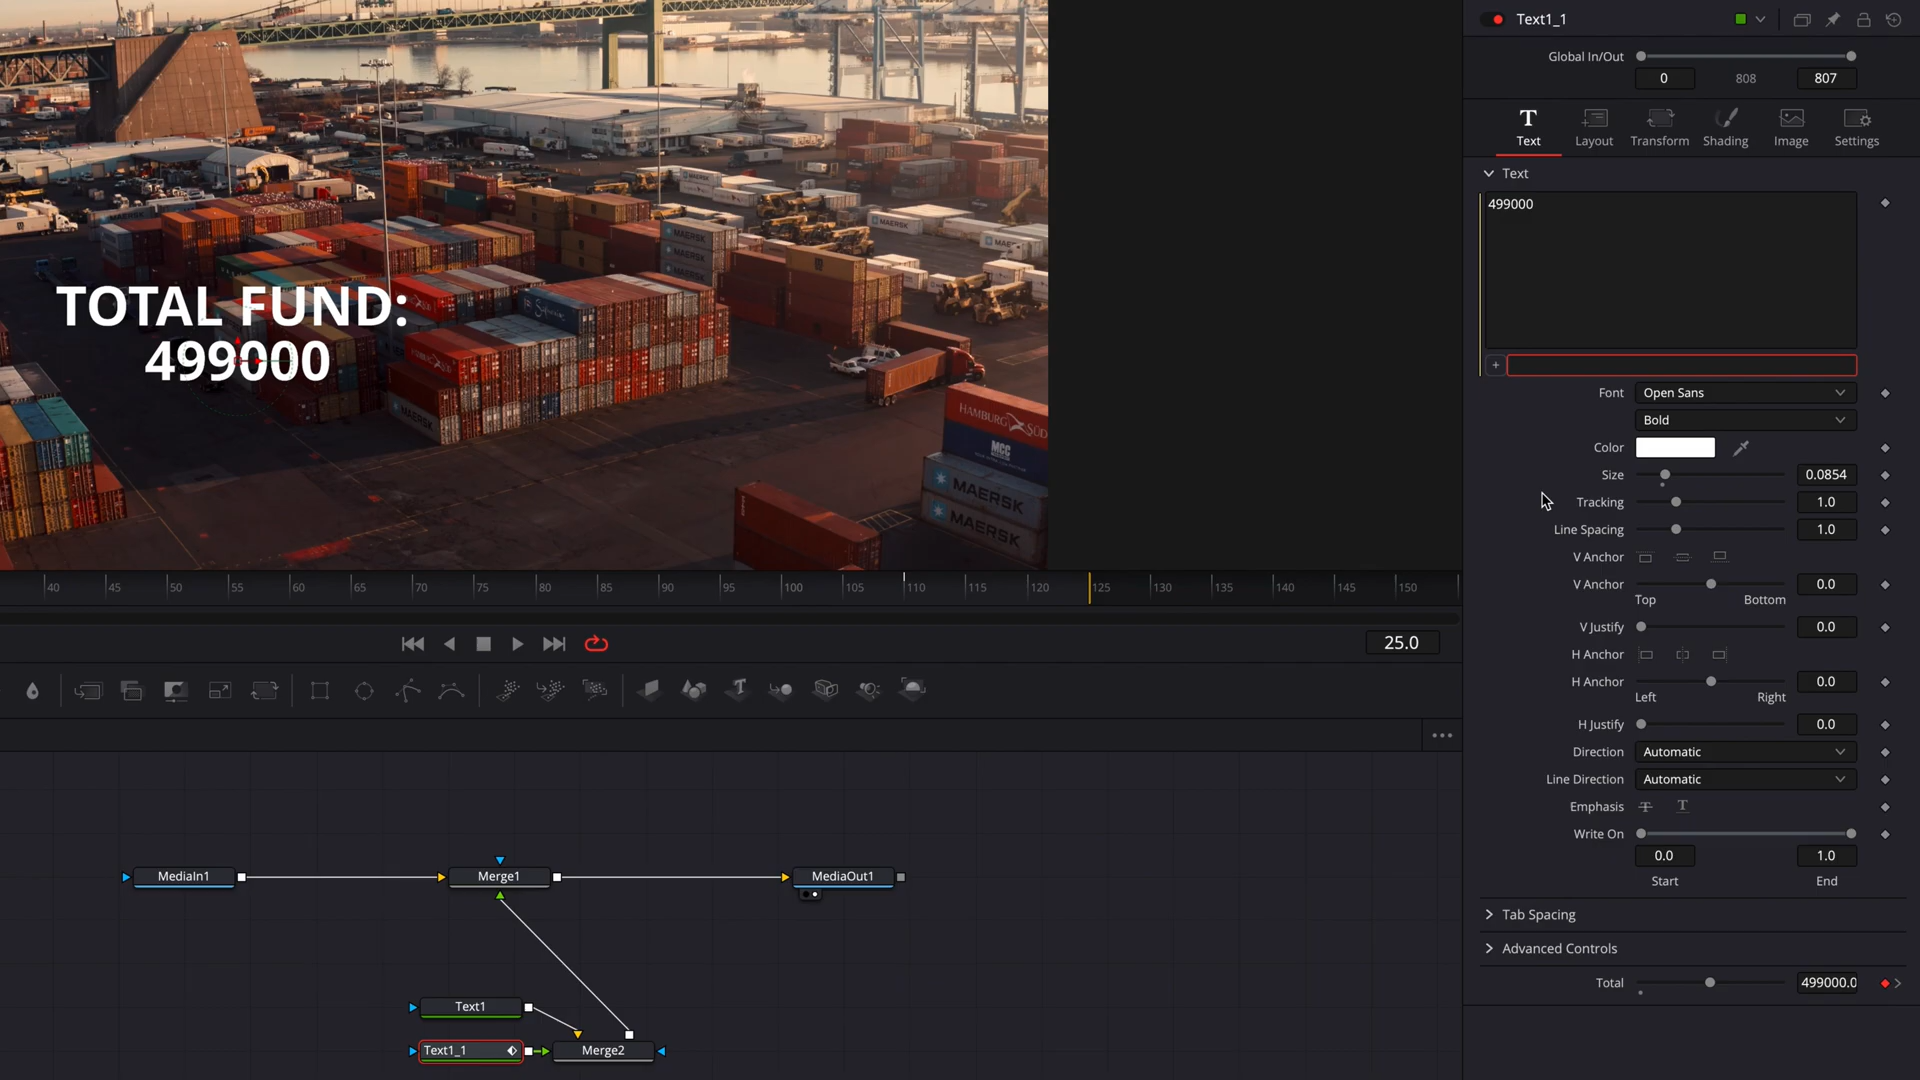 Text1_1
Global In/Out
0 808 807
Text Layout Transform Shading Image Settings
Text
499000
+
Font Open Sans
Bold
Color
Size 0.0854
Tracking 1.0
Line Spacing 1.0
V Anchor
V Anchor 0.0
Top Bottom
V Justify 0.0
H Anchor
H Anchor 0.0
Left Right
H Justify 0.0
Direction Automatic
Line Direction Automatic
Emphasis
Write On
0.0 1.0
Start End
Tab Spacing
Advanced Controls
Total 499000.0
TOTAL FUND:
499000
MAERSK
MAERSK
MAERSK
HAMBURG SÜD
MCC
MAERSK
MAERSK
40 45 50 55 60 65 70 75 80 85 90 95 100 105 110 115 120 125 130 135 140 145 150
25.0
MediaIn1 Merge1 MediaOut1
Text1
Text1_1 Merge2